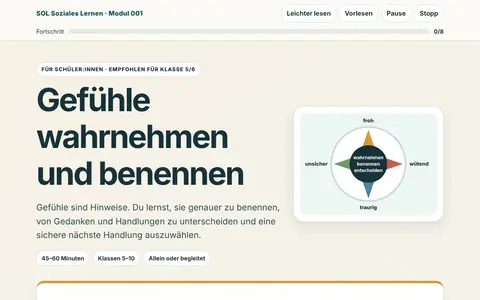 SOL Soziales Lernen · Modul 001
Leichter lesen
Vorlesen
Pause
Stopp
Fortschritt
0/8
FÜR SCHÜLER:INNEN · EMPFOHLEN FÜR KLASSE 5/6
Gefühle
wahrnehmen
und benennen
Gefühle sind Hinweise. Du lernst, sie genauer zu benennen,
von Gedanken und Handlungen zu unterscheiden und eine
sichere nächste Handlung auszuwählen.
45–60 Minuten
Klassen 5–10
Allein oder begleitet
froh
unsicher
wahrnehmen
benennen
entscheiden
wütend
traurig